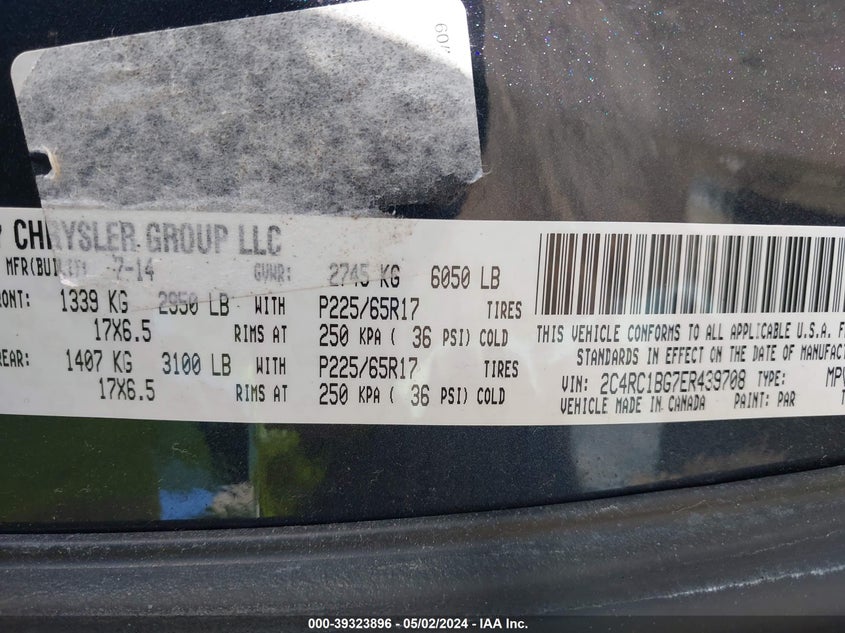 60/
Y CHRYSLER GROUP LLC
MFR(BUILT) 7-14 GVWR: 2745 KG 6050 LB
RONT: 1339 KG 2950 LB WITH P225/65R17 TIRES
17X6.5 RIMS AT 250 KPA ( 36 PSI) COLD
REAR: 1407 KG 3100 LB WITH P225/65R17 TIRES
17X6.5 RIMS AT 250 KPA ( 36 PSI) COLD
THIS VEHICLE CONFORMS TO ALL APPLICABLE U.S.A. F
STANDARDS IN EFFECT ON THE DATE OF MANUFACT
VIN: 2C4RC1BG7ER439708 TYPE: MPV
VEHICLE MADE IN CANADA PAINT: PAR
000-39323896 - 05/02/2024 - IAA Inc.